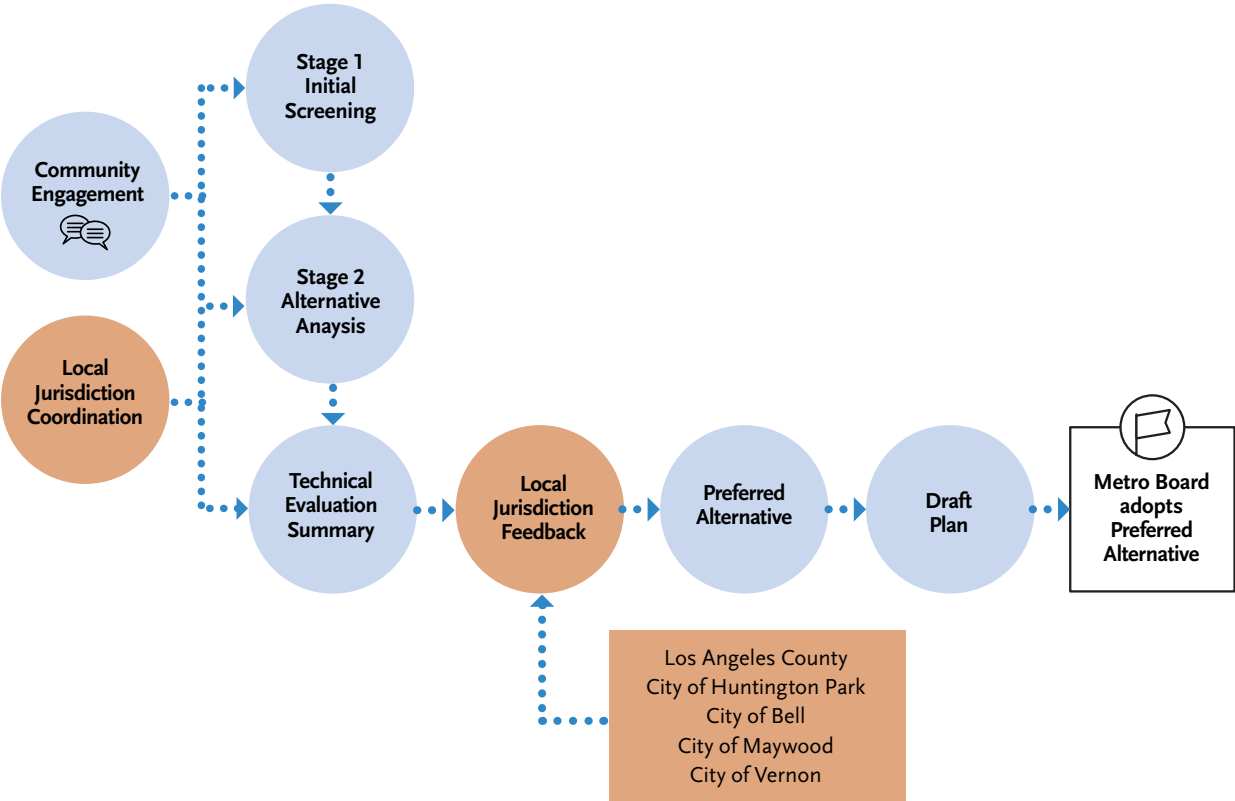 Stage 1
Initial
Screening
Community
Engagement
Stage 2
Alternative
Anaysis
Local
Jurisdiction
Coordination
Technical
Evaluation
Summary
Local
Jurisdiction
Feedback
Preferred
Alternative
Draft
Plan
Metro Board
adopts
Preferred
Alternative
Los Angeles County
City of Huntington Park
City of Bell
City of Maywood
City of Vernon